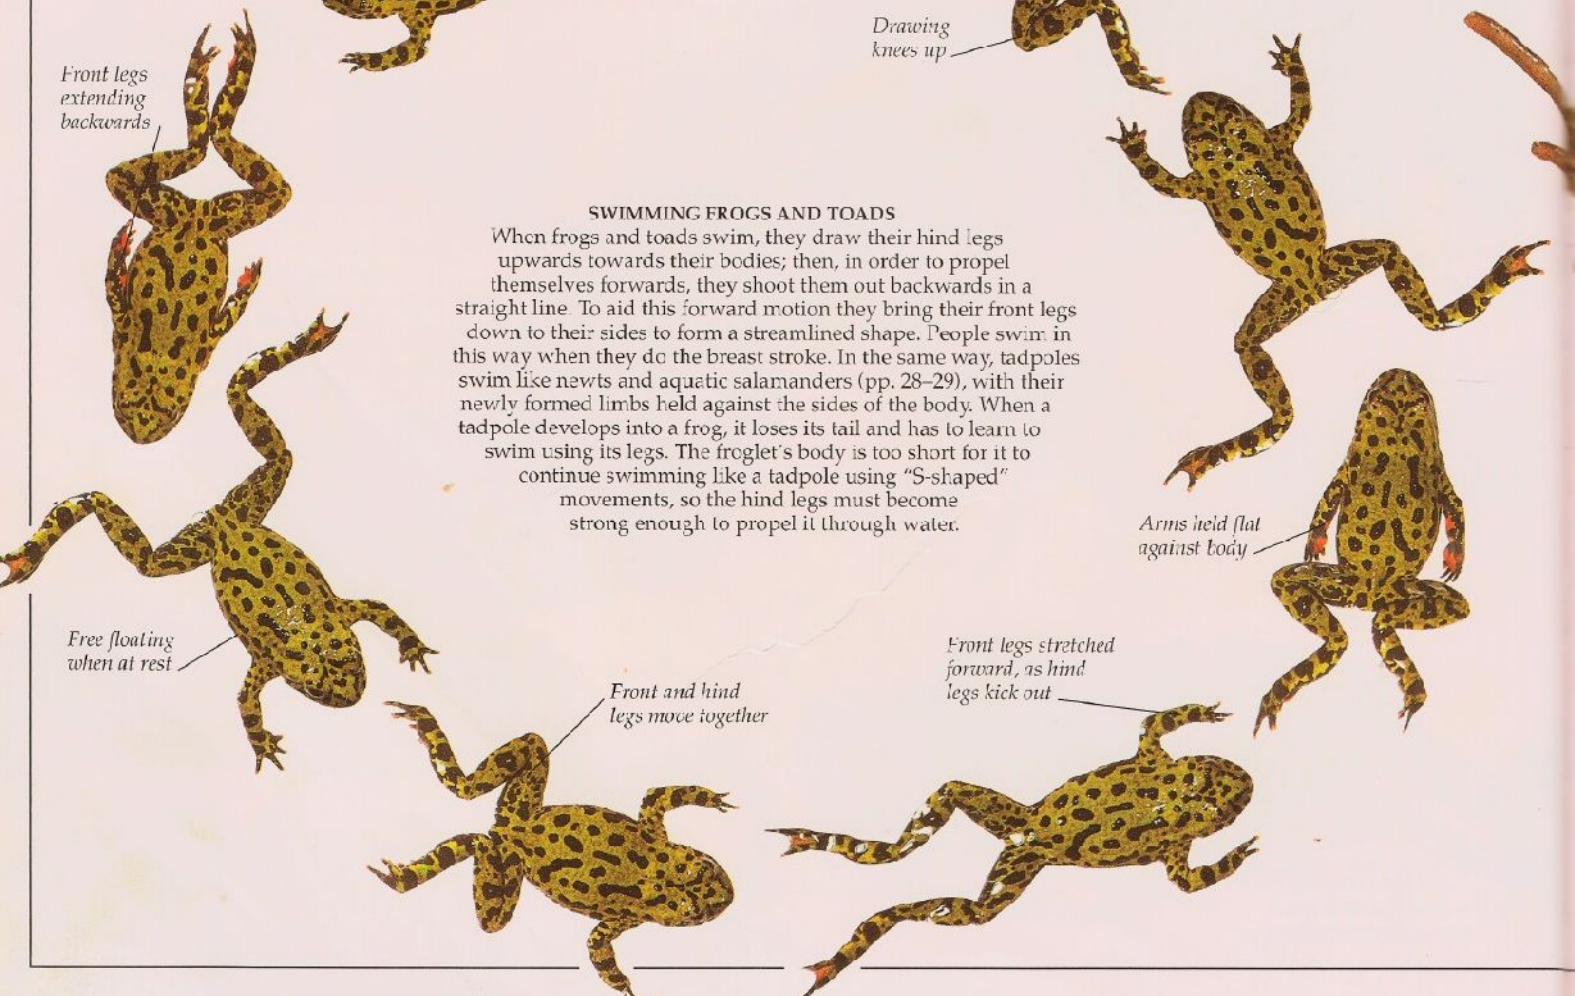 Drawing
knees up
Front legs
extending
backwards
SWIMMING FROGS AND TOADS
When frogs and toads swim, they draw their hind legs
upwards towards their bodies; then, in order to propel
themselves forwards, they shoot them out backwards in a
straight line. To aid this forward motion they bring their front legs
down to their sides to form a streamlined shape. People swim in
this way when they do the breast stroke. In the same way, tadpoles
swim like newts and aquatic salamanders (pp. 28–29), with their
newly formed limbs held against the sides of the body. When a
tadpole develops into a frog, it loses its tail and has to learn to
swim using its legs. The froglet's body is too short for it to
continue swimming like a tadpole using “S-shaped”
movements, so the hind legs must become
strong enough to propel it through water.
Arms held flat
against body
Free floating
when at rest
Front legs stretched
forward, as hind
legs kick out
Front and hind
legs move together